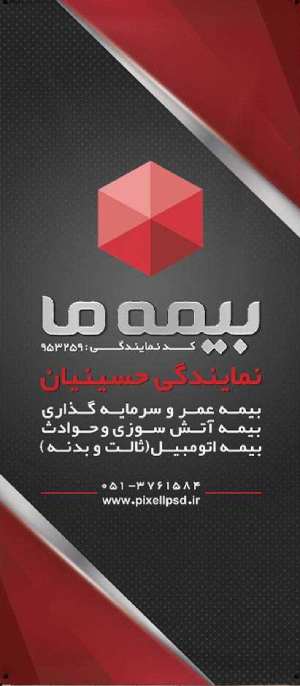 بیمه ما
کد نمایندگی: ۹۵۳۲۵۹
نمایندگی حسینیان
بیمه عمر و سرمایه گذاری
بیمه آتش سوزی و حوادث
بیمه اتومبیل (ثالث و بدنه)
۰۵۱-۳۷۶۱۵۸۴
www.pixellpsd.ir